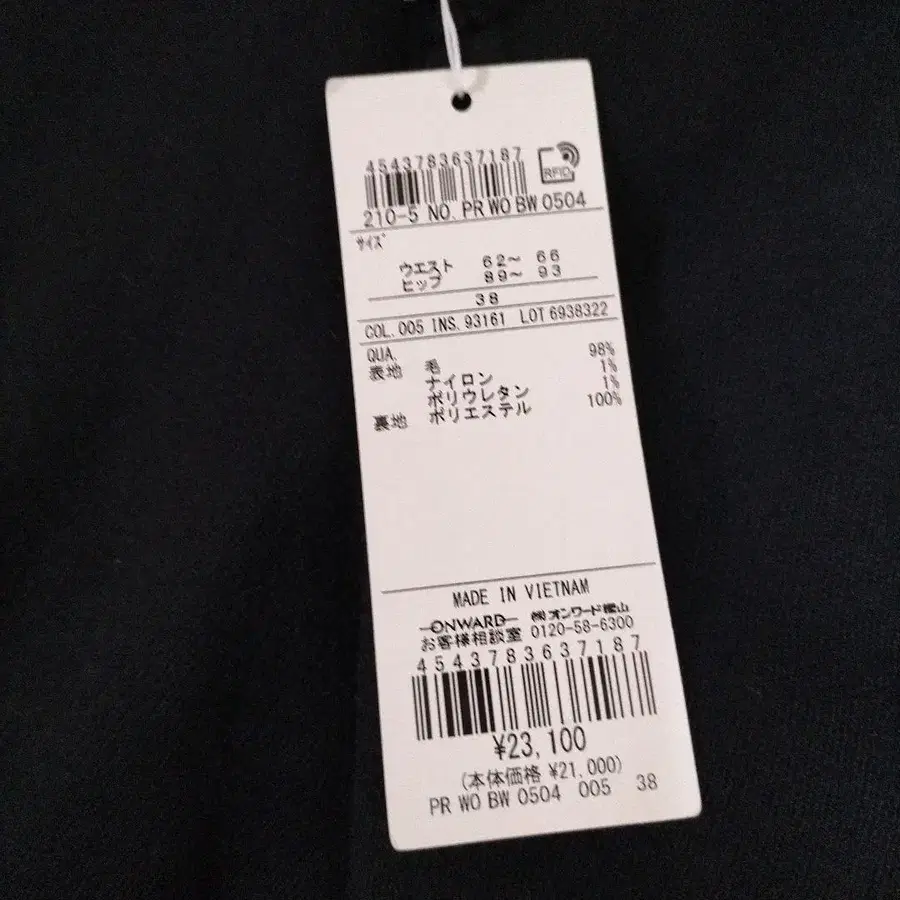 4543783637187
RFID
210-5 NO. PR WO BW 0504
サイズ
ウエスト 62〜 66
ヒップ 89〜 93
38
COL. 005 INS. 93161 LOT 6938322
QUA.
表地 毛 98%
ナイロン 1%
ポリウレタン 1%
裏地 ポリエステル 100%
MADE IN VIETNAM
ONWARD ㈱オンワード樫山
お客様相談室 0120-58-6300
4543783637187
¥23,100
(本体価格 ¥21,000)
PR WO BW 0504 005 38